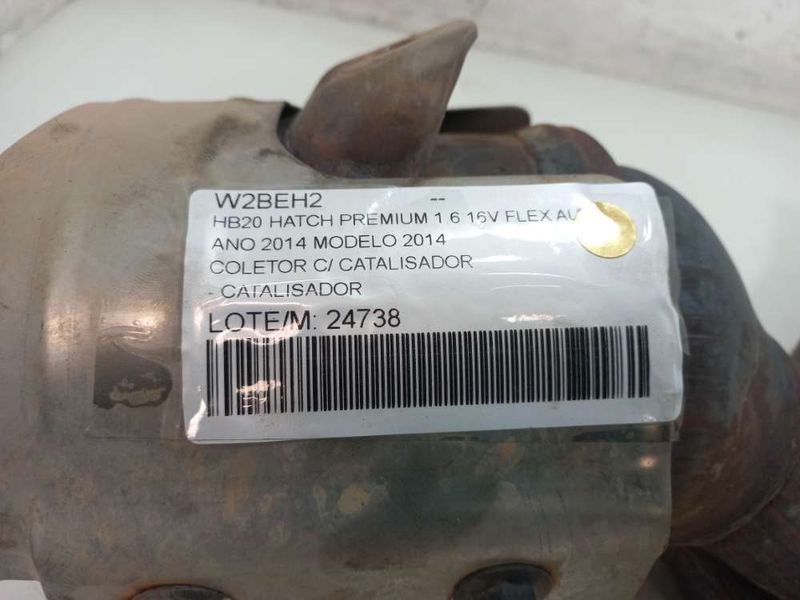 W2BEH2 --
HB20 HATCH PREMIUM 1.6 16V FLEX
ANO 2014 MODELO 2014
COLETOR C/ CATALISADOR
- CATALISADOR
LOTE/M: 24738